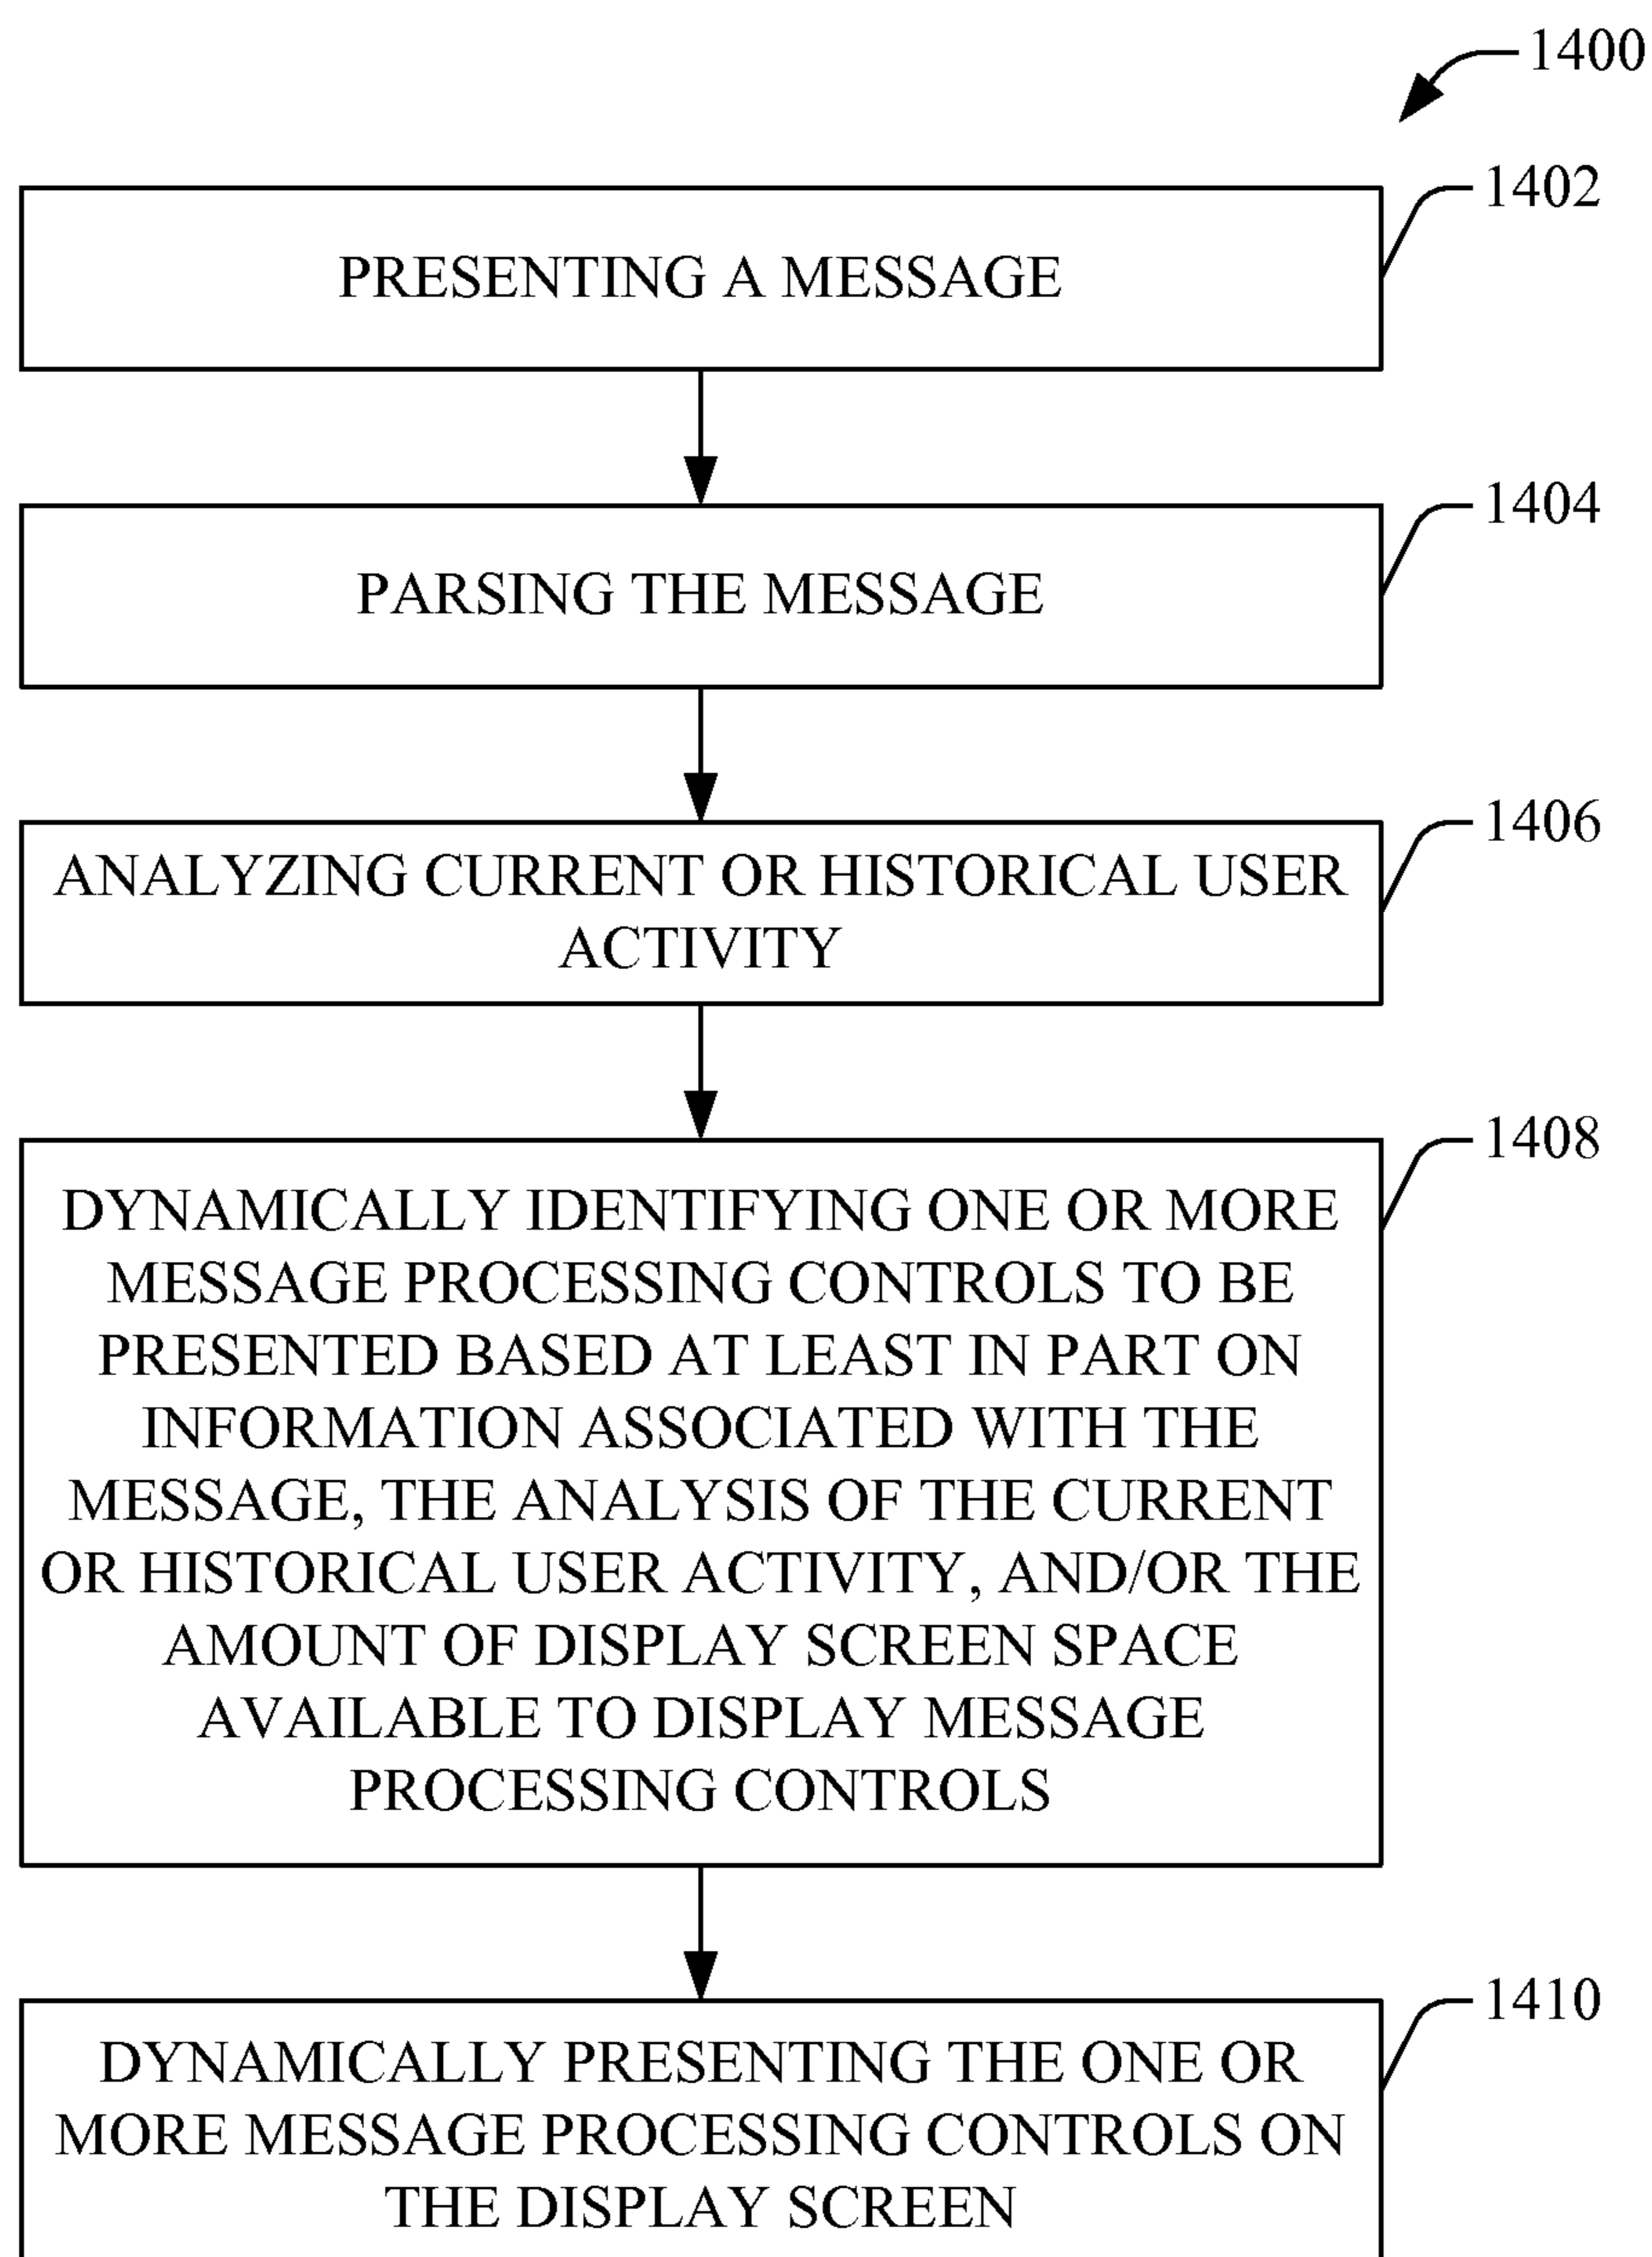 1400
1402
PRESENTING A MESSAGE
1404
PARSING THE MESSAGE
1406
ANALYZING CURRENT OR HISTORICAL USER
ACTIVITY
1408
DYNAMICALLY IDENTIFYING ONE OR MORE
MESSAGE PROCESSING CONTROLS TO BE
PRESENTED BASED AT LEAST IN PART ON
INFORMATION ASSOCIATED WITH THE
MESSAGE, THE ANALYSIS OF THE CURRENT
OR HISTORICAL USER ACTIVITY, AND/OR THE
AMOUNT OF DISPLAY SCREEN SPACE
AVAILABLE TO DISPLAY MESSAGE
PROCESSING CONTROLS
1410
DYNAMICALLY PRESENTING THE ONE OR
MORE MESSAGE PROCESSING CONTROLS ON
THE DISPLAY SCREEN